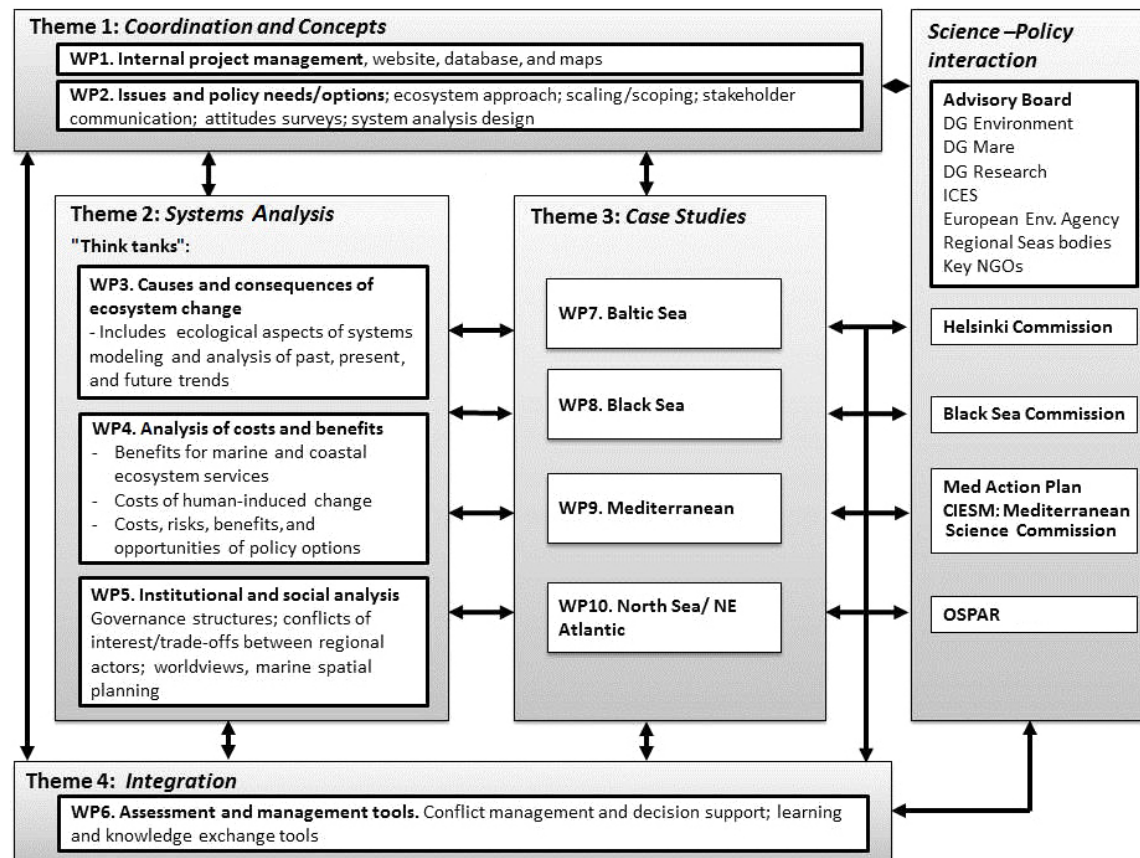 Theme 1: Coordination and Concepts
WP1. Internal project management, website, database, and maps
WP2. Issues and policy needs/options; ecosystem approach; scaling/scoping; stakeholder
communication; attitudes surveys; system analysis design
Theme 2: Systems Analysis
"Think tanks":
WP3. Causes and consequences of
ecosystem change
- Includes ecological aspects of systems
modeling and analysis of past, present,
and future trends
WP4. Analysis of costs and benefits
- Benefits for marine and coastal
ecosystem services
- Costs of human-induced change
- Costs, risks, benefits, and
opportunities of policy options
WP5. Institutional and social analysis
Governance structures; conflicts of
interest/trade-offs between regional
actors; worldviews, marine spatial
planning
Theme 3: Case Studies
WP7. Baltic Sea
WP8. Black Sea
WP9. Mediterranean
WP10. North Sea/ NE
Atlantic
Science –Policy
interaction
Advisory Board
DG Environment
DG Mare
DG Research
ICES
European Env. Agency
Regional Seas bodies
Key NGOs
Helsinki Commission
Black Sea Commission
Med Action Plan
CIESM: Mediterranean
Science Commission
OSPAR
Theme 4: Integration
WP6. Assessment and management tools. Conflict management and decision support; learning
and knowledge exchange tools